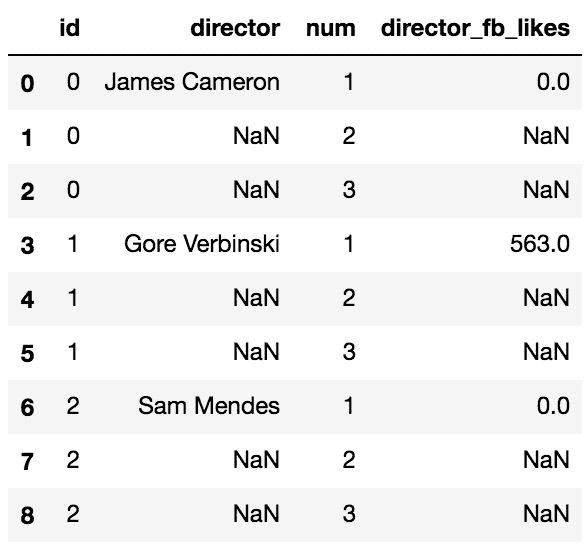 id director num director_fb_likes
0 0 James Cameron 1 0.0
1 0 NaN 2 NaN
2 0 NaN 3 NaN
3 1 Gore Verbinski 1 563.0
4 1 NaN 2 NaN
5 1 NaN 3 NaN
6 2 Sam Mendes 1 0.0
7 2 NaN 2 NaN
8 2 NaN 3 NaN